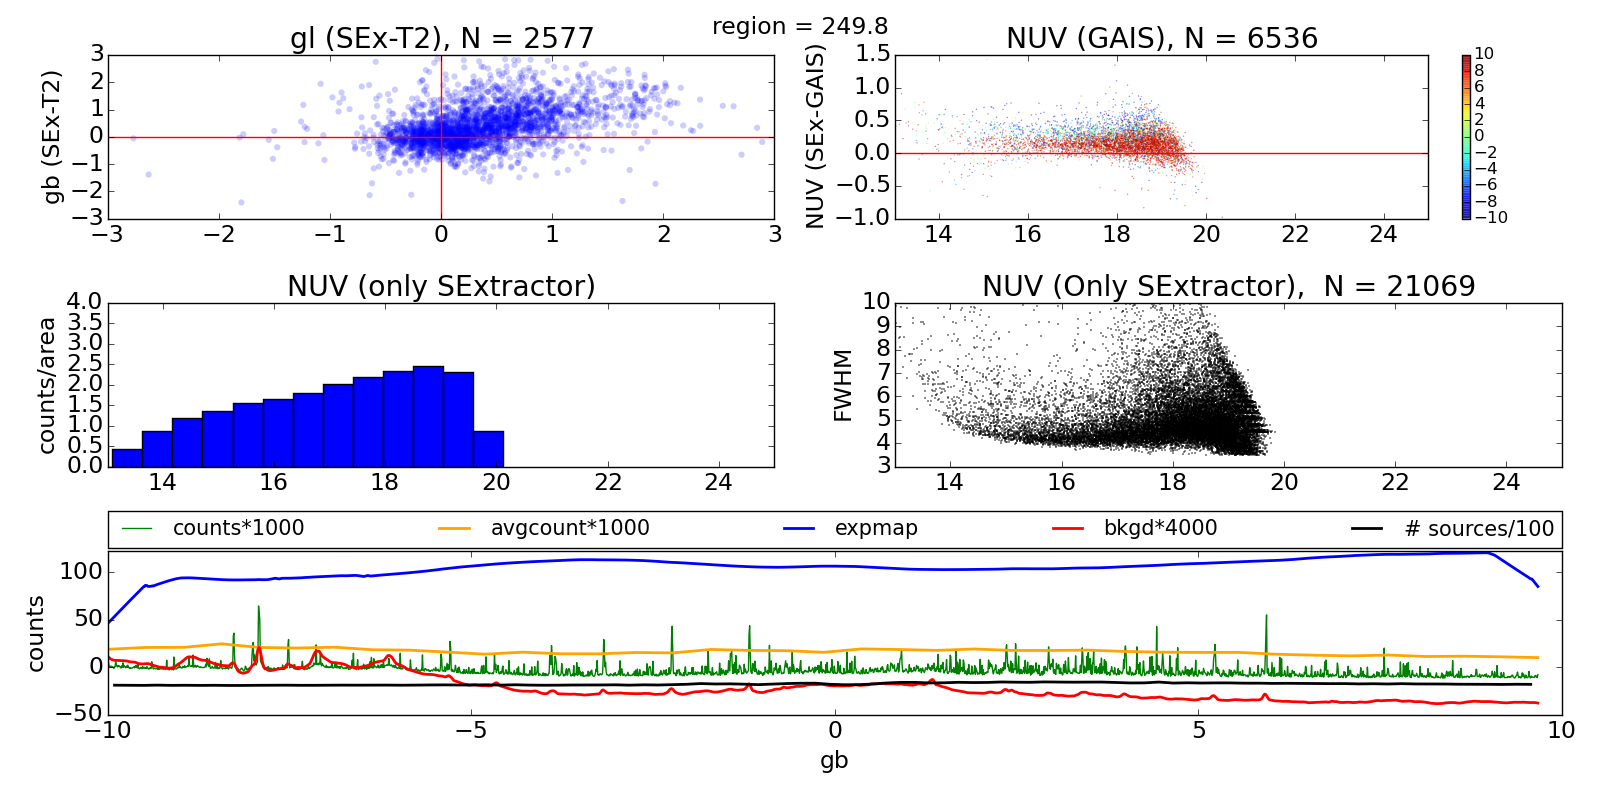 region = 249.8
gl (SEx-T2), N = 2577
gb (SEx-T2)
3
2
1
0
−1
−2
−3
−3 −2 −1 0 1 2 3
NUV (GAIS), N = 6536
NUV (SEx-GAIS)
1.5
1.0
0.5
0.0
−0.5
−1.0
14 16 18 20 22 24
10
8
6
4
2
0
−2
−4
−6
−8
−10
NUV (only SExtractor)
counts/area
4.0
3.5
3.0
2.5
2.0
1.5
1.0
0.5
0.0
14 16 18 20 22 24
NUV (Only SExtractor), N = 21069
FWHM
10
9
8
7
6
5
4
3
14 16 18 20 22 24
counts*1000 avgcount*1000 expmap bkgd*4000 # sources/100
counts
100
50
0
−50
−10 −5 0 5 10
gb